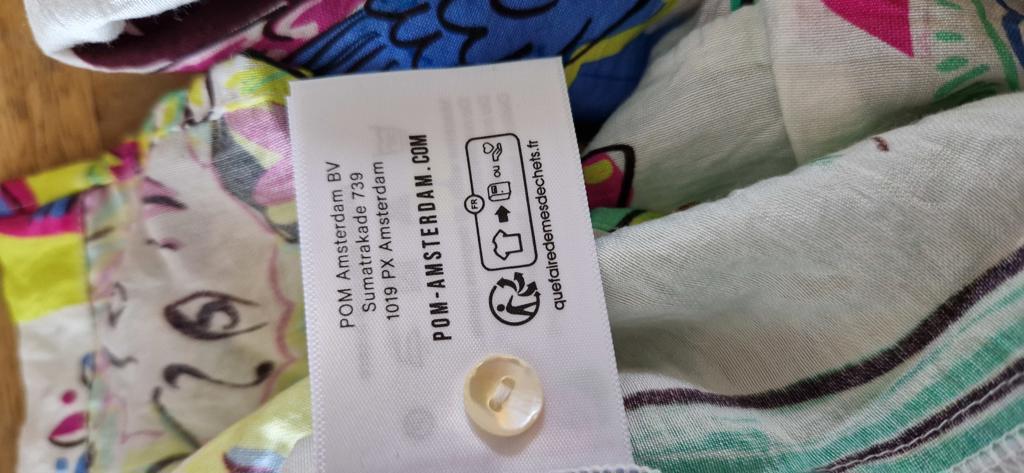 POM Amsterdam BV
Sumatrakade 739
1019 PX Amsterdam
POM-AMSTERDAM.COM
FR
OU
quefairedemesdechets.fr